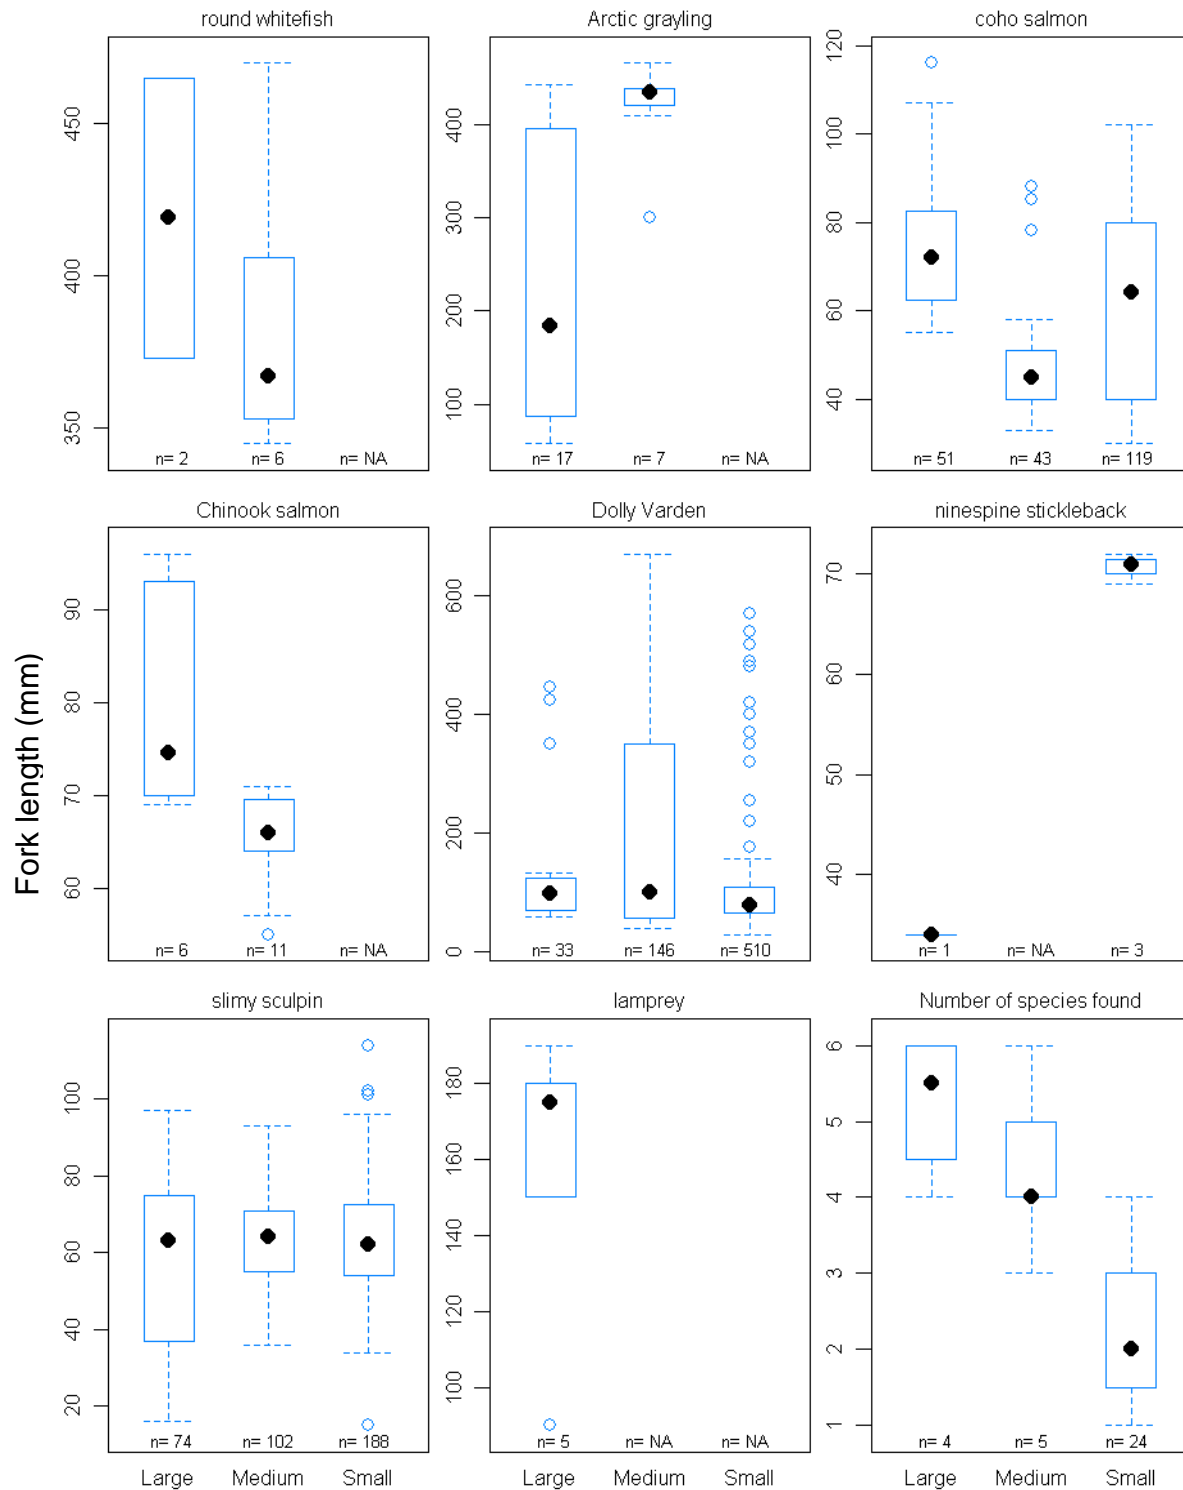 round whitefish
Arctic grayling
coho salmon
450
400
350
n= 2
n= 6
n= NA
400
300
200
100
n= 17
n= 7
n= NA
120
100
80
60
40
n= 51
n= 43
n= 119
Chinook salmon
Dolly Varden
ninespine stickleback
Fork length (mm)
90
80
70
60
n= 6
n= 11
n= NA
600
400
200
0
n= 33
n= 146
n= 510
70
60
50
40
n= 1
n= NA
n= 3
slimy sculpin
lamprey
Number of species found
100
80
60
40
20
n= 74
n= 102
n= 188
180
160
140
120
100
n= 5
n= NA
n= NA
6
5
4
3
2
1
n= 4
n= 5
n= 24
Large
Medium
Small
Large
Medium
Small
Large
Medium
Small